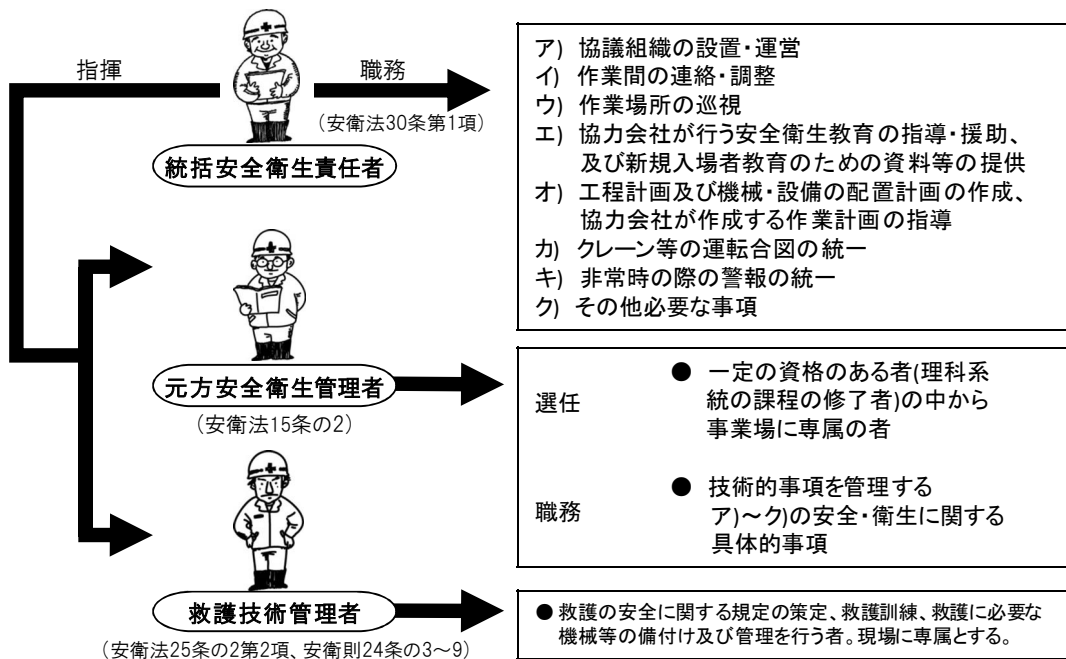 指揮
職務
(安衛法30条第1項)
統括安全衛生責任者
ア) 協議組織の設置・運営
イ) 作業間の連絡・調整
ウ) 作業場所の巡視
エ) 協力会社が行う安全衛生教育の指導・援助、
及び新規入場者教育のための資料等の提供
オ) 工程計画及び機械・設備の配置計画の作成、
協力会社が作成する作業計画の指導
カ) クレーン等の運転合図の統一
キ) 非常時の際の警報の統一
ク) その他必要な事項
元方安全衛生管理者
(安衛法15条の2)
選任
● 一定の資格のある者(理科系
統の課程の修了者)の中から
事業場に専属の者
職務
● 技術的事項を管理する
ア)~ク)の安全・衛生に関する
具体的事項
救護技術管理者
(安衛法25条の2第2項、安衛則24条の3~9)
● 救護の安全に関する規定の策定、救護訓練、救護に必要な
機械等の備付け及び管理を行う者。現場に専属とする。